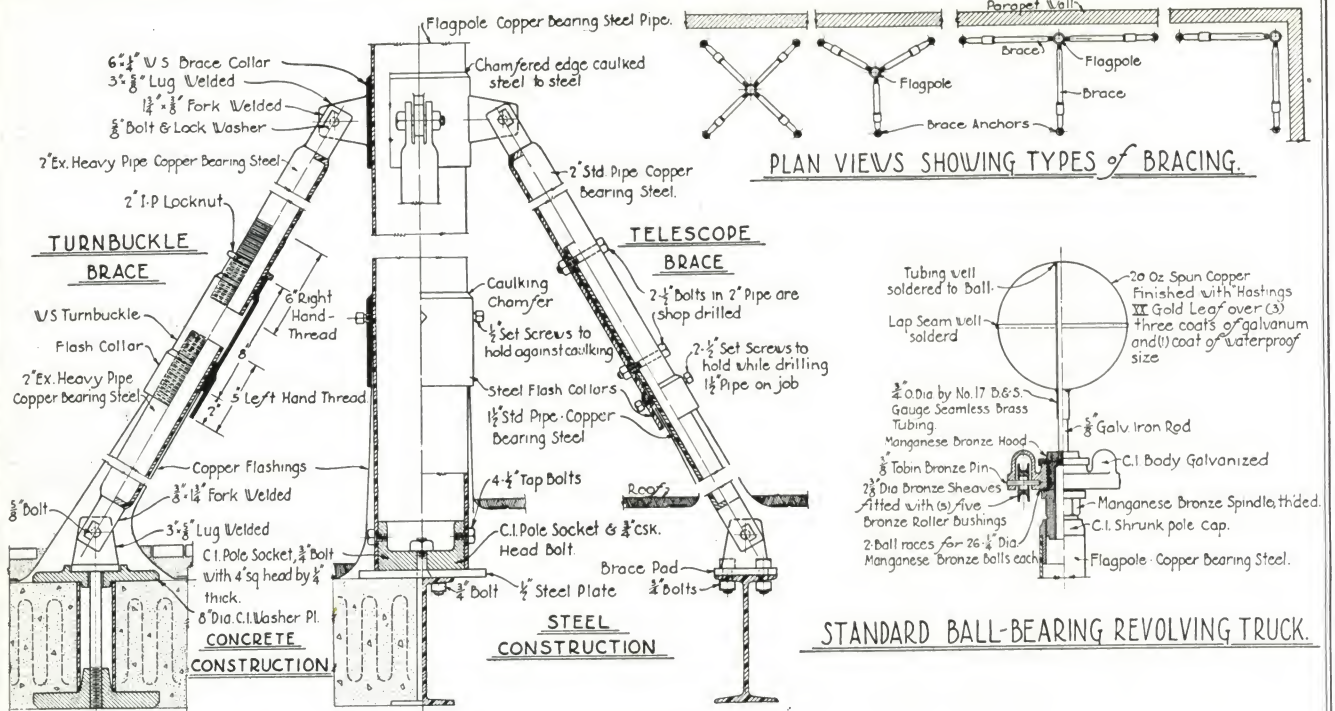 Flagpole Copper Bearing Steel Pipe.
6" x 1/4" WS Brace Collar
3" x 5/8" Lug Welded
1 3/4" x 3/8" Fork Welded
5/8" Bolt & Lock Washer
2" Ex. Heavy Pipe Copper Bearing Steel
2" I.P Locknut
TURNBUCKLE
BRACE
WS Turnbuckle
Flash Collar
2" Ex. Heavy Pipe
Copper Bearing Steel
6" Right
Hand-
Thread
8"
5" Left Hand Thread
2"
Copper Flashings
3/8" x 1 3/4" Fork Welded
5/8" Bolt
3" x 5/8" Lug Welded
C.I. Pole Socket, 3/4" Bolt
with 4" sq head by 1/4"
thick.
8" Dia. C.I. Washer Pl.
CONCRETE
CONSTRUCTION
Chamfered edge caulked
steel to steel
2" Std. Pipe Copper
Bearing Steel.
TELESCOPE
BRACE
Caulking
Chamfer
2-1/2" Bolts in 2" Pipe are
shop drilled
1/2" Set Screws to
hold against caulking
2-1/2" Set Screws to
hold while drilling
1 1/2" Pipe on job
Steel Flash Collars
1 1/2" Std Pipe - Copper
Bearing Steel
4-1/2" Tap Bolts
Roof
C.I. Pole Socket & 3/4" CSK.
Head Bolt.
Brace Pad
3/4" Bolts
3/4" Bolt
1/2" Steel Plate
STEEL
CONSTRUCTION
Parapet Wall
Brace
Flagpole
Flagpole
Brace
Brace Anchors
PLAN VIEWS SHOWING TYPES of BRACING.
Tubing well
soldered to Ball.
Lap Seam well
solderd
20 Oz Spun Copper
Finished with "Hastings
XX Gold Leaf over (3)
three coats of galvanum
and (1) coat of waterproof
size
3/4" O.Dia by No. 17 B.&S.
Gauge Seamless Brass
Tubing.
5/8" Galv. Iron Rod
Manganese Bronze Hood
3/8" Tobin Bronze Pin
C.I. Body Galvanized
2 3/8" Dia Bronze Sheaves
fitted with (5) five
Bronze Roller Bushings
Manganese Bronze Spindle, th'ded.
C.I. Shrunk pole Cap.
2-Ball races for 26-1/4" Dia.
Manganese Bronze Balls each
Flagpole - Copper Bearing Steel.
STANDARD BALL-BEARING REVOLVING TRUCK.